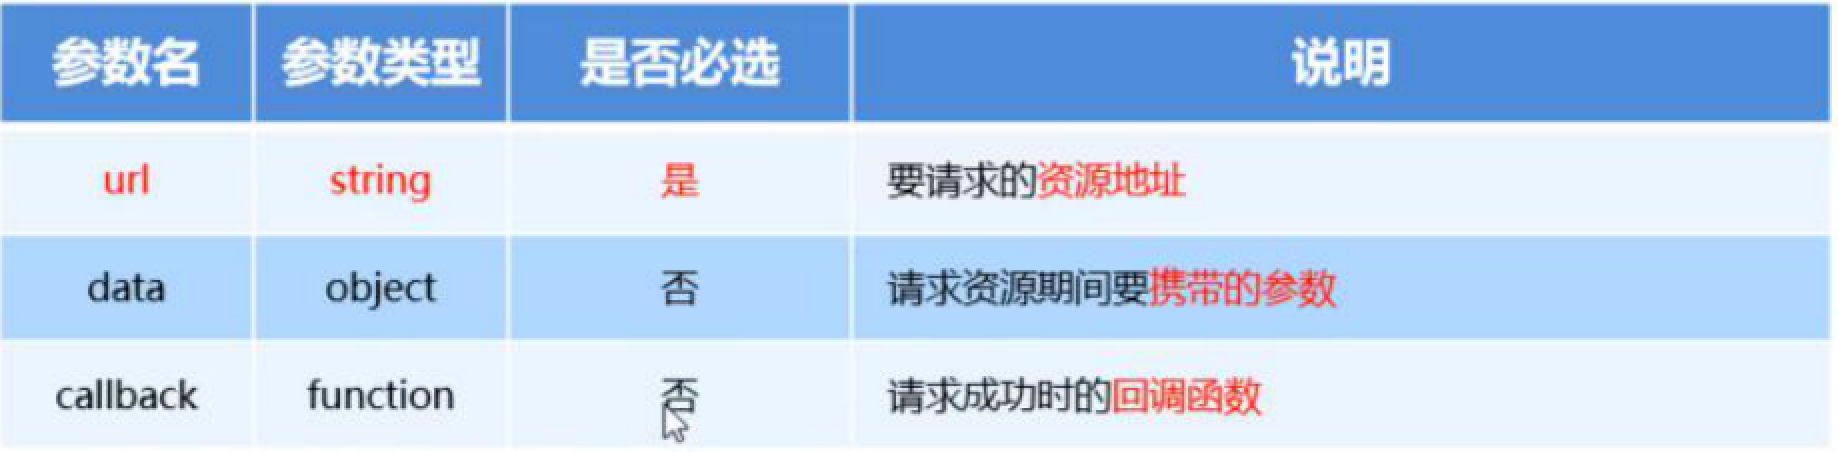 参数名 参数类型 是否必选 说明
url string 是 要请求的资源地址
data object 否 请求资源期间要携带的参数
callback function 否 请求成功时的回调函数